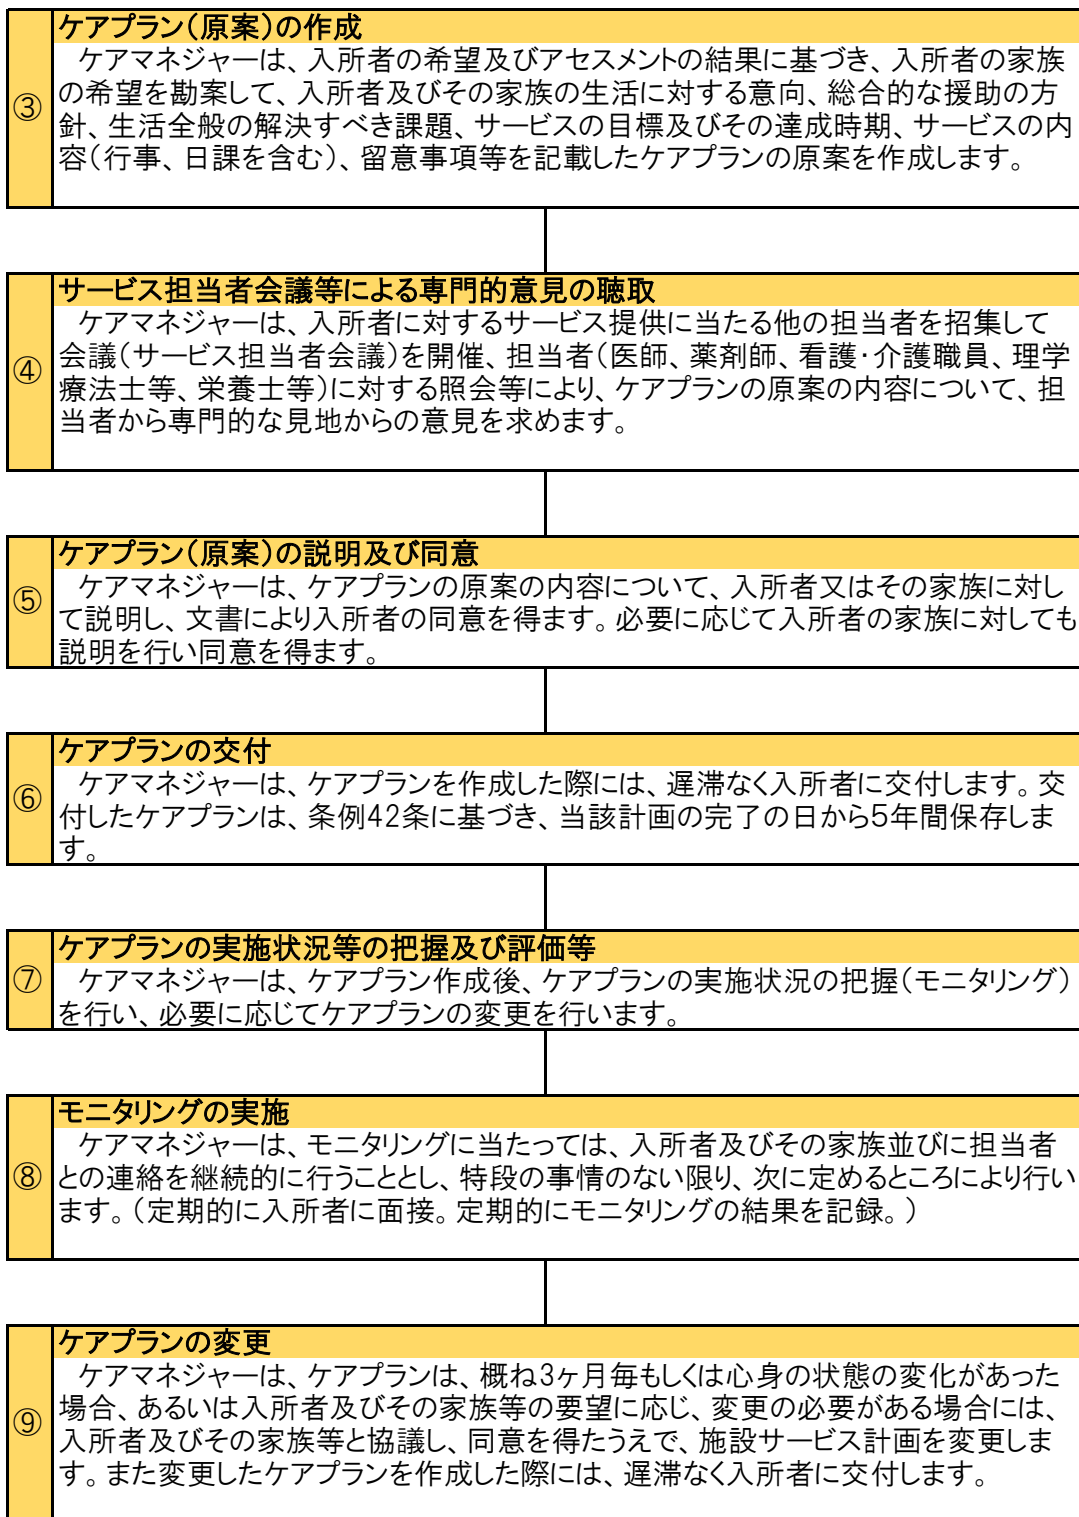 ケアプラン（原案）の作成
③
ケアマネジャーは、入所者の希望及びアセスメントの結果に基づき、入所者の家族
の希望を勘案して、入所者及びその家族の生活に対する意向、総合的な援助の方
針、生活全般の解決すべき課題、サービスの目標及びその達成時期、サービスの内
容（行事、日課を含む）、留意事項等を記載したケアプランの原案を作成します。
サービス担当者会議等による専門的意見の聴取
④
ケアマネジャーは、入所者に対するサービス提供に当たる他の担当者を招集して
会議（サービス担当者会議）を開催、担当者（医師、薬剤師、看護・介護職員、理学
療法士等、栄養士等）に対する照会等により、ケアプランの原案の内容について、担
当者から専門的な見地からの意見を求めます。
ケアプラン（原案）の説明及び同意
⑤
ケアマネジャーは、ケアプランの原案の内容について、入所者又はその家族に対し
て説明し、文書により入所者の同意を得ます。必要に応じて入所者の家族に対しても
説明を行い同意を得ます。
ケアプランの交付
⑥
ケアマネジャーは、ケアプランを作成した際には、遅滞なく入所者に交付します。交
付したケアプランは、条例42条に基づき、当該計画の完了の日から5年間保存しま
す。
ケアプランの実施状況等の把握及び評価等
⑦
ケアマネジャーは、ケアプラン作成後、ケアプランの実施状況の把握（モニタリング）
を行い、必要に応じてケアプランの変更を行います。
モニタリングの実施
⑧
ケアマネジャーは、モニタリングに当たっては、入所者及びその家族並びに担当者
との連絡を継続的に行うこととし、特段の事情のない限り、次に定めるところにより行い
ます。（定期的に入所者に面接。定期的にモニタリングの結果を記録。）
ケアプランの変更
⑨
ケアマネジャーは、ケアプランは、概ね3ヶ月毎もしくは心身の状態の変化があった
場合、あるいは入所者及びその家族等の要望に応じ、変更の必要がある場合には、
入所者及びその家族等と協議し、同意を得たうえで、施設サービス計画を変更しま
す。また変更したケアプランを作成した際には、遅滞なく入所者に交付します。